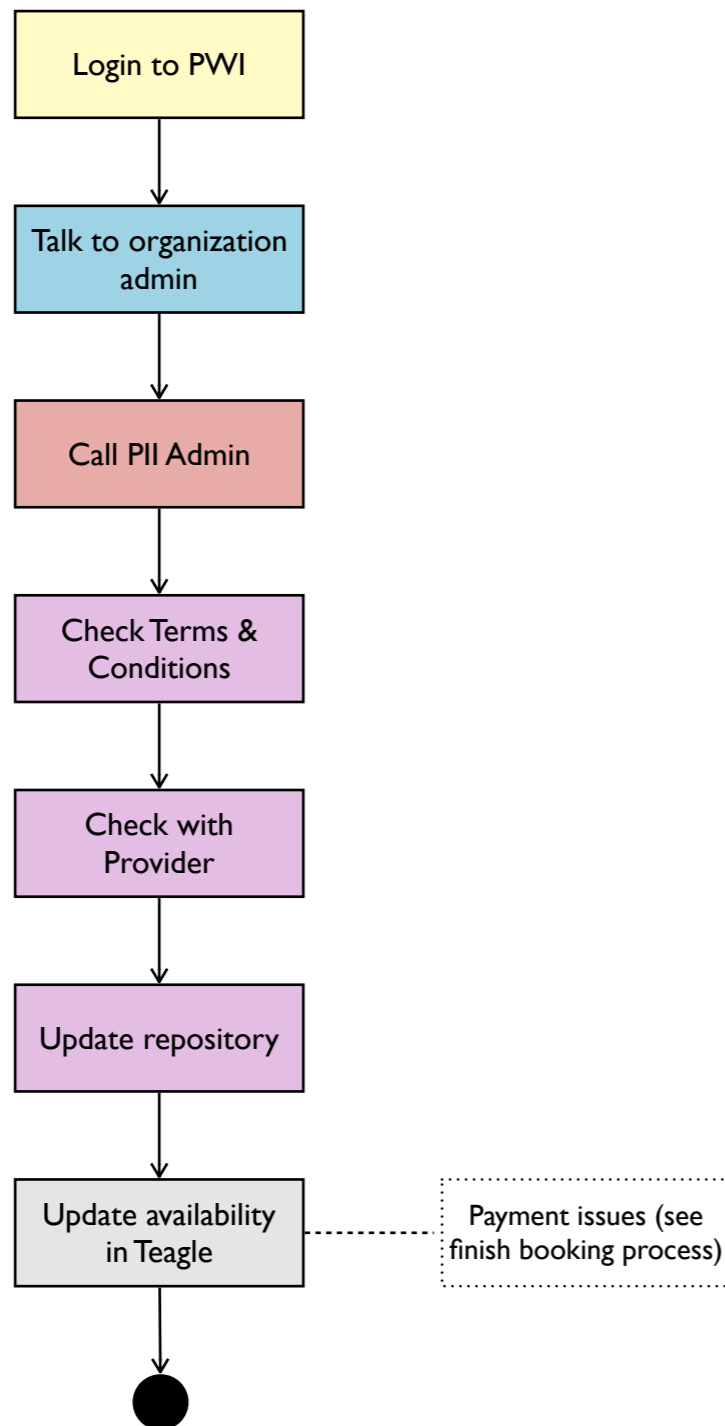 Login to PWI
Talk to organization
admin
Call PII Admin
Check Terms &
Conditions
Check with
Provider
Update repository
Update availability
in Teagle
Payment issues (see
finish booking process)